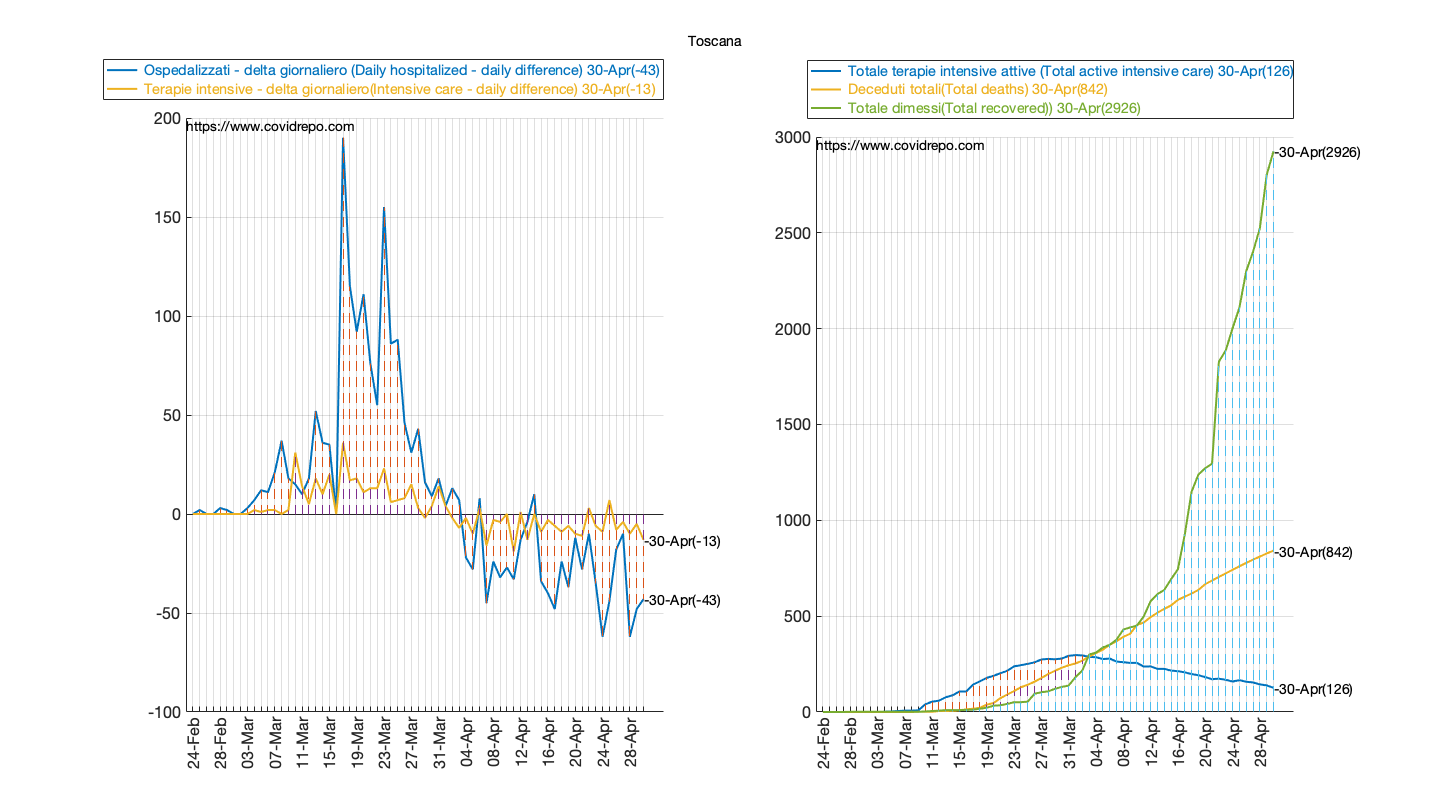 Toscana
Ospedalizzati - delta giornaliero (Daily hospitalized - daily difference) 30-Apr(-43)
Terapie intensive - delta giornaliero(Intensive care - daily difference) 30-Apr(-13)
https://www.covidrepo.com
200
150
100
50
0
-50
-100
-30-Apr(-13)
-30-Apr(-43)
24-Feb
28-Feb
03-Mar
07-Mar
11-Mar
15-Mar
19-Mar
23-Mar
27-Mar
31-Mar
04-Apr
08-Apr
12-Apr
16-Apr
20-Apr
24-Apr
28-Apr
Totale terapie intensive attive (Total active intensive care) 30-Apr(126)
Deceduti totali(Total deaths) 30-Apr(842)
Totale dimessi(Total recovered)) 30-Apr(2926)
https://www.covidrepo.com
3000
2500
2000
1500
1000
500
0
-30-Apr(2926)
-30-Apr(842)
-30-Apr(126)
24-Feb
28-Feb
03-Mar
07-Mar
11-Mar
15-Mar
19-Mar
23-Mar
27-Mar
31-Mar
04-Apr
08-Apr
12-Apr
16-Apr
20-Apr
24-Apr
28-Apr